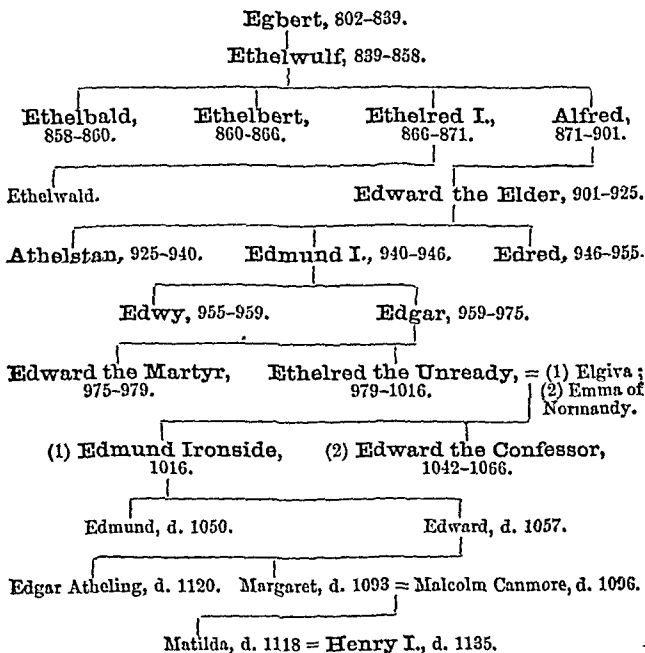 Egbert, 802-839.
Ethelwulf, 839-858.
Ethelbald, Ethelbert, Ethelred I., Alfred,
858-860. 860-866. 866-871. 871-901.
Ethelwald. Edward the Elder, 901-925.
Athelstan, 925-940. Edmund I., 940-946. Edred, 946-955.
Edwy, 955-959. Edgar, 959-975.
Edward the Martyr, Ethelred the Unready, = (1) Elgiva;
975-979. 979-1016. (2) Emma of
Normandy.
(1) Edmund Ironside, (2) Edward the Confessor,
1016. 1042-1066.
Edmund, d. 1050. Edward, d. 1057.
Edgar Atheling, d. 1120. Margaret, d. 1093 = Malcolm Canmore, d. 1096.
Matilda, d. 1118 = Henry I., d. 1135.